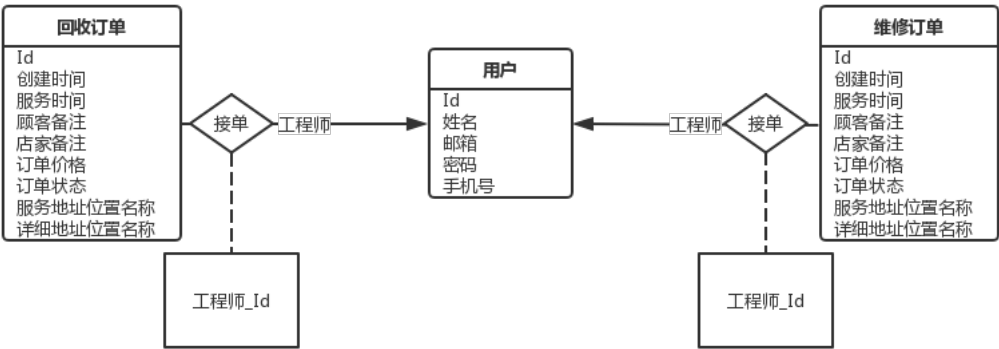 回收订单
Id
创建时间
服务时间
顾客备注
店家备注
订单价格
订单状态
服务地址位置名称
详细地址位置名称
接单
工程师
工程师_Id
用户
Id
姓名
邮箱
密码
手机号
工程师
接单
工程师_Id
维修订单
Id
创建时间
服务时间
顾客备注
店家备注
订单价格
订单状态
服务地址位置名称
详细地址位置名称